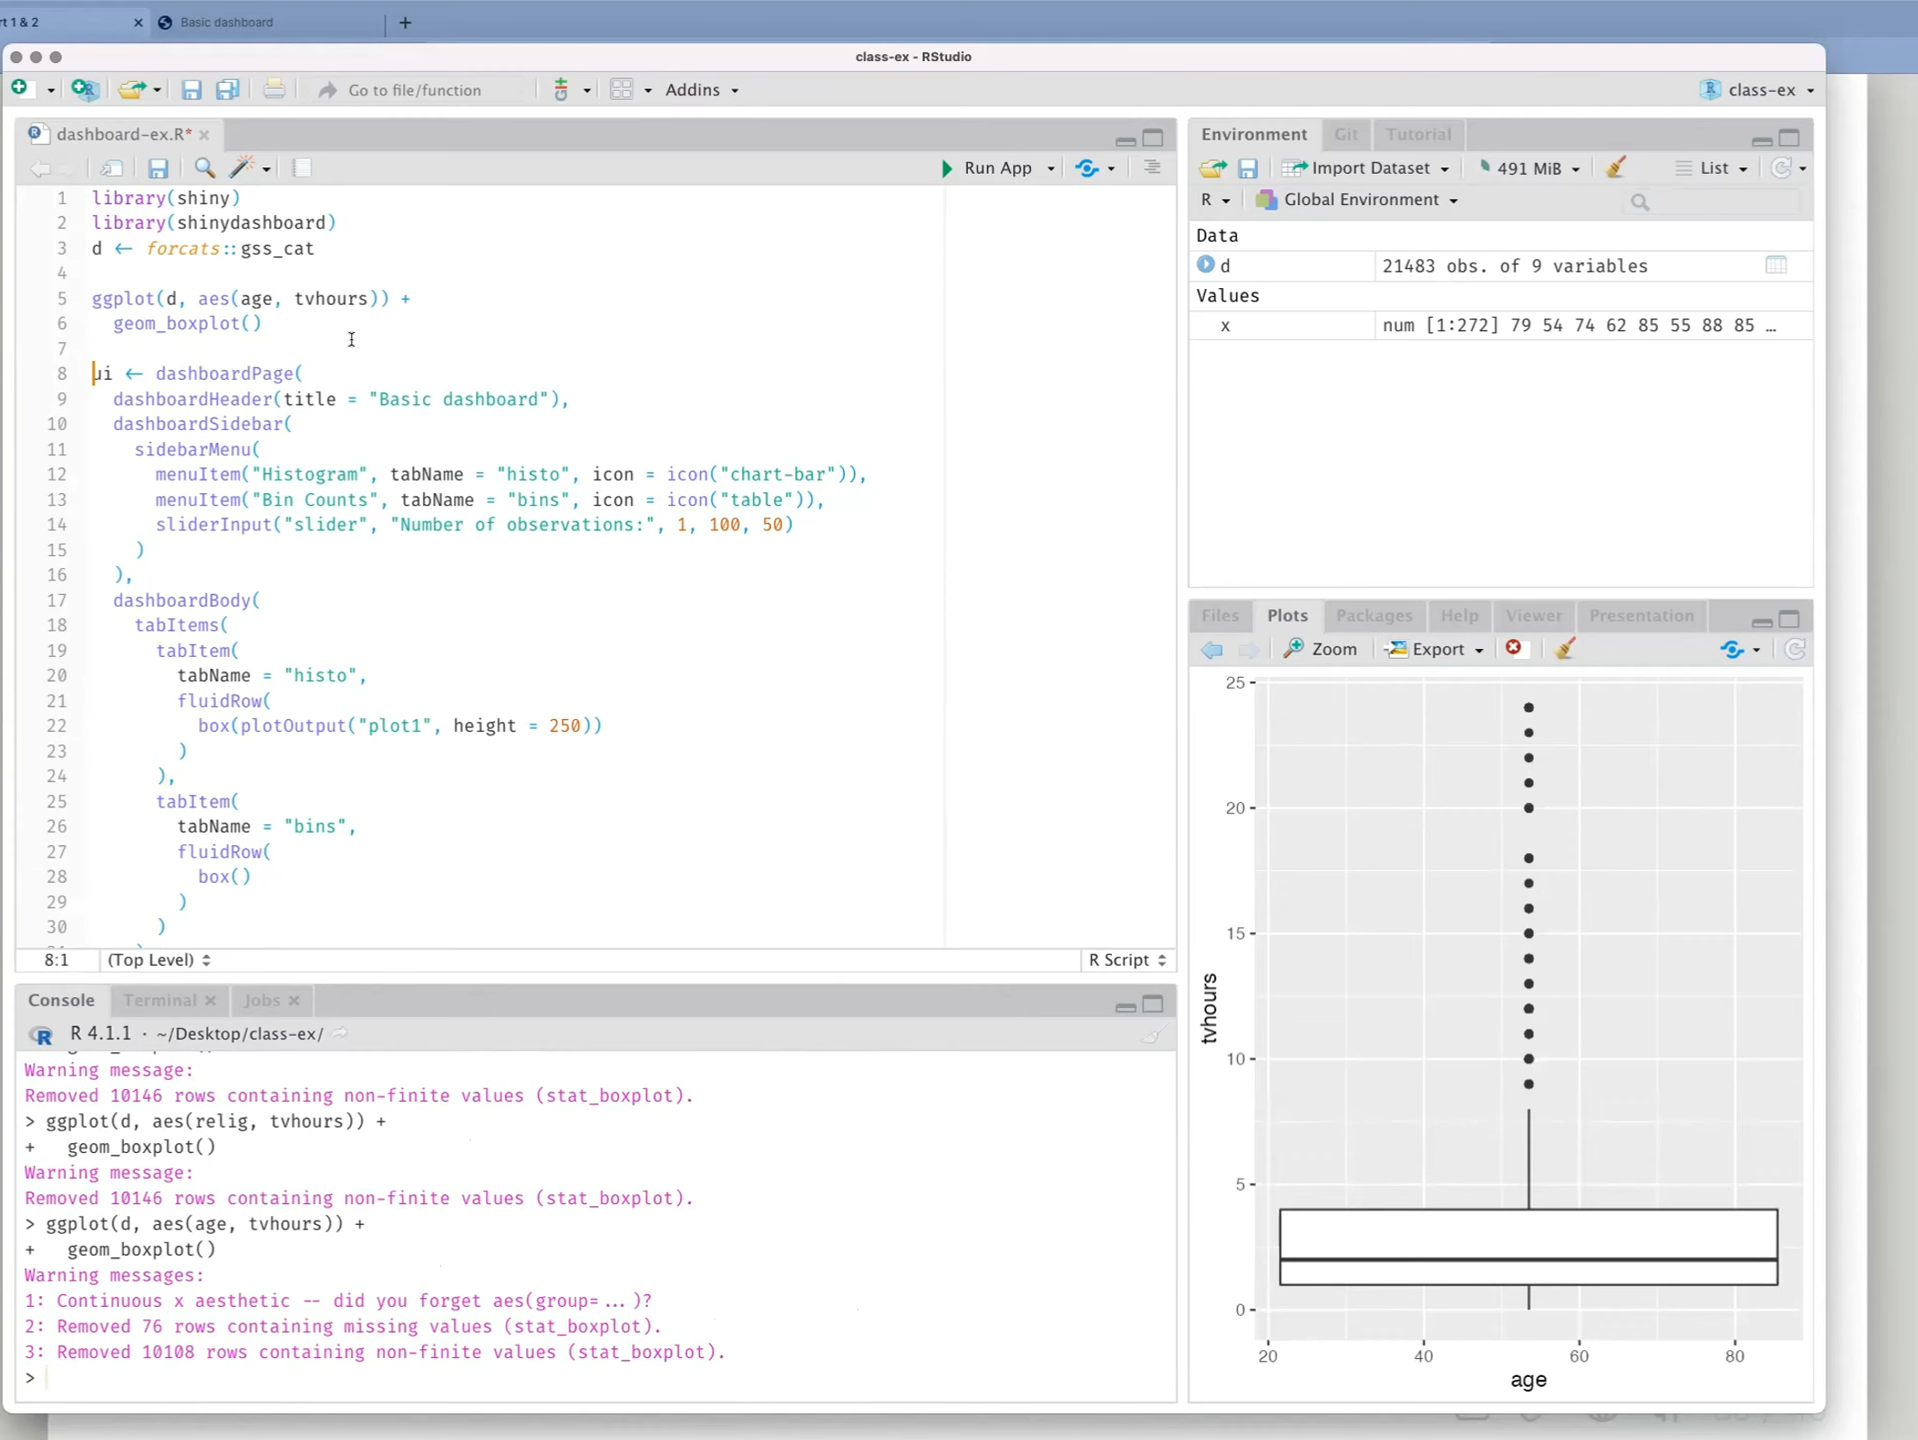 rt 1 & 2
Basic dashboard
class-ex - RStudio
Go to file/function
Addins
class-ex
dashboard-ex.R*
Run App
1 library(shiny)
2 library(shinydashboard)
3 d ← forcats::gss_cat
4
5 ggplot(d, aes(age, tvhours)) +
6 geom_boxplot()
7
8 ui ← dashboardPage(
9 dashboardHeader(title = "Basic dashboard"),
10 dashboardSidebar(
11 sidebarMenu(
12 menuItem("Histogram", tabName = "histo", icon = icon("chart-bar")),
13 menuItem("Bin Counts", tabName = "bins", icon = icon("table")),
14 sliderInput("slider", "Number of observations:", 1, 100, 50)
15 )
16 ),
17 dashboardBody(
18 tabItems(
19 tabItem(
20 tabName = "histo",
21 fluidRow(
22 box(plotOutput("plot1", height = 250))
23 )
24 ),
25 tabItem(
26 tabName = "bins",
27 fluidRow(
28 box()
29 )
30 )
8:1 (Top Level) R Script
Console Terminal Jobs
R 4.1.1 · ~/Desktop/class-ex/
Warning message:
Removed 10146 rows containing non-finite values (stat_boxplot).
> ggplot(d, aes(relig, tvhours)) +
+ geom_boxplot()
Warning message:
Removed 10146 rows containing non-finite values (stat_boxplot).
> ggplot(d, aes(age, tvhours)) +
+ geom_boxplot()
Warning messages:
1: Continuous x aesthetic -- did you forget aes(group=...)?
2: Removed 76 rows containing missing values (stat_boxplot).
3: Removed 10108 rows containing non-finite values (stat_boxplot).
>
Environment Git Tutorial
Import Dataset 491 MiB List
R Global Environment
Data
d 21483 obs. of 9 variables
Values
x num [1:272] 79 54 74 62 85 55 88 85 …
Files Plots Packages Help Viewer Presentation
Zoom Export
25
20
15
10
5
0
tvhours
20 40 60 80
age